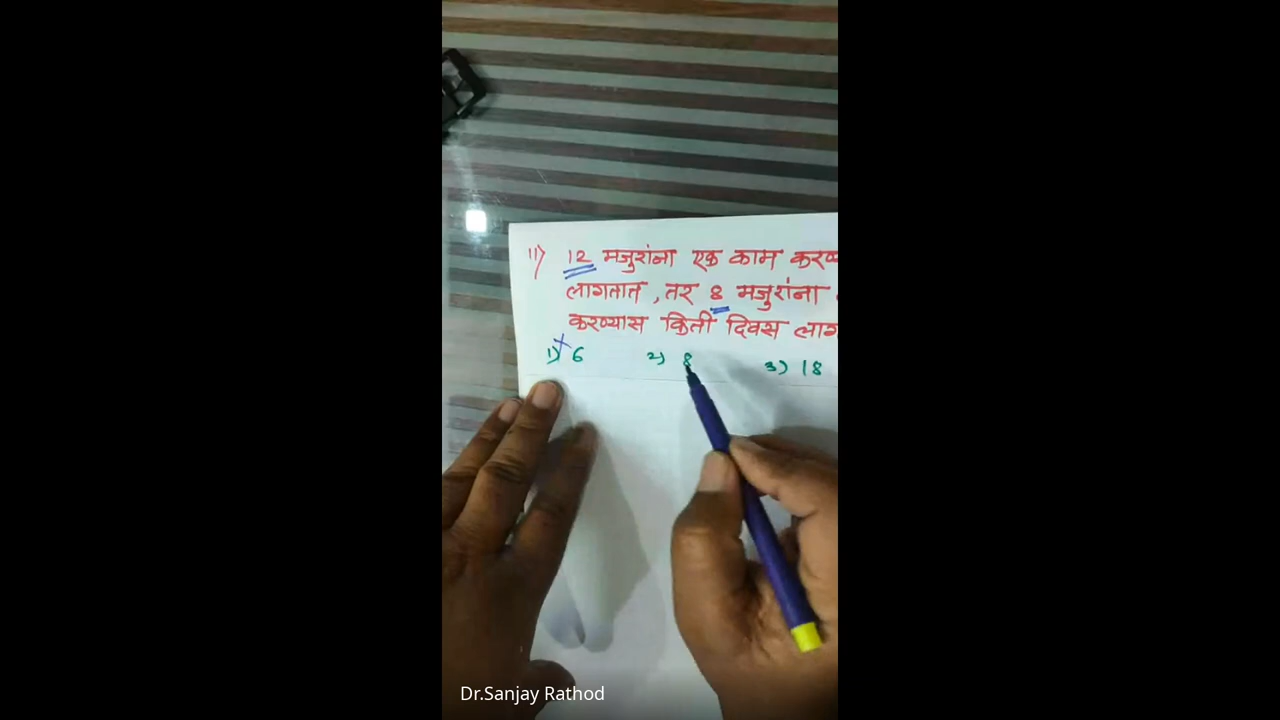 11) 12 मजुरांना एक काम
लागतात , तर 8 मजुरांना
करण्यास किती दिवस
1) 6 2) 8 3) 18
Dr.Sanjay Rathod